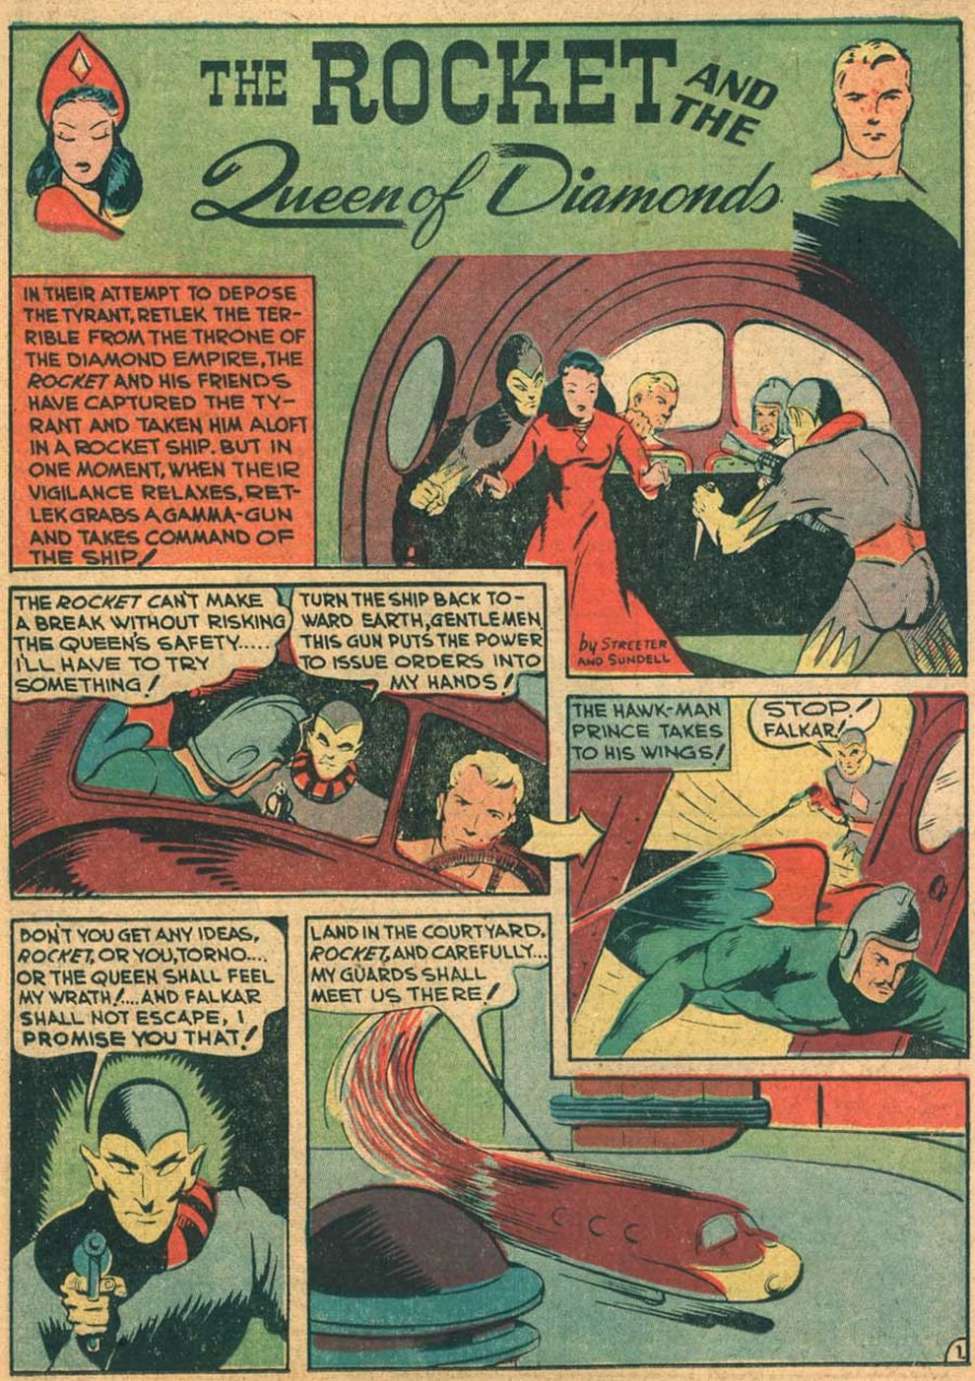 THE ROCKET AND THE
Queen of Diamonds
IN THEIR ATTEMPT TO DEPOSE
THE TYRANT, RETLEK THE TER-
RIBLE FROM THE THRONE OF
THE DIAMOND EMPIRE, THE
ROCKET AND HIS FRIENDS
HAVE CAPTURED THE TY-
RANT AND TAKEN HIM ALOFT
IN A ROCKET SHIP. BUT IN
ONE MOMENT, WHEN THEIR
VIGILANCE RELAXES, RET-
LEK GRABS A GAMMA-GUN
AND TAKES COMMAND OF
THE SHIP!
by STREETER
AND SUNDELL
THE ROCKET CAN'T MAKE
A BREAK WITHOUT RISKING
THE QUEEN'S SAFETY.....
I'LL HAVE TO TRY
SOMETHING!
TURN THE SHIP BACK TO-
WARD EARTH, GENTLEMEN
THIS GUN PUTS THE POWER
TO ISSUE ORDERS INTO
MY HANDS!
THE HAWK-MAN
PRINCE TAKES
TO HIS WINGS!
STOP!
FALKAR!
DON'T YOU GET ANY IDEAS,
ROCKET, OR YOU, TORNO....
OR THE QUEEN SHALL FEEL
MY WRATH!....AND FALKAR
SHALL NOT ESCAPE, I
PROMISE YOU THAT!
LAND IN THE COURTYARD,
ROCKET, AND CAREFULLY...
MY GUARDS SHALL
MEET US THERE!
1